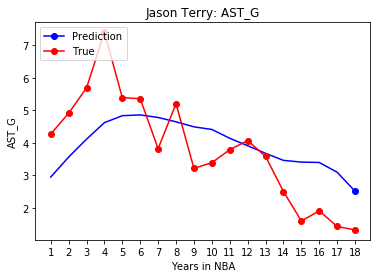 Jason Terry: AST_G
Prediction
True
AST_G
7
6
5
4
3
2
1 2 3 4 5 6 7 8 9 10 11 12 13 14 15 16 17 18
Years in NBA